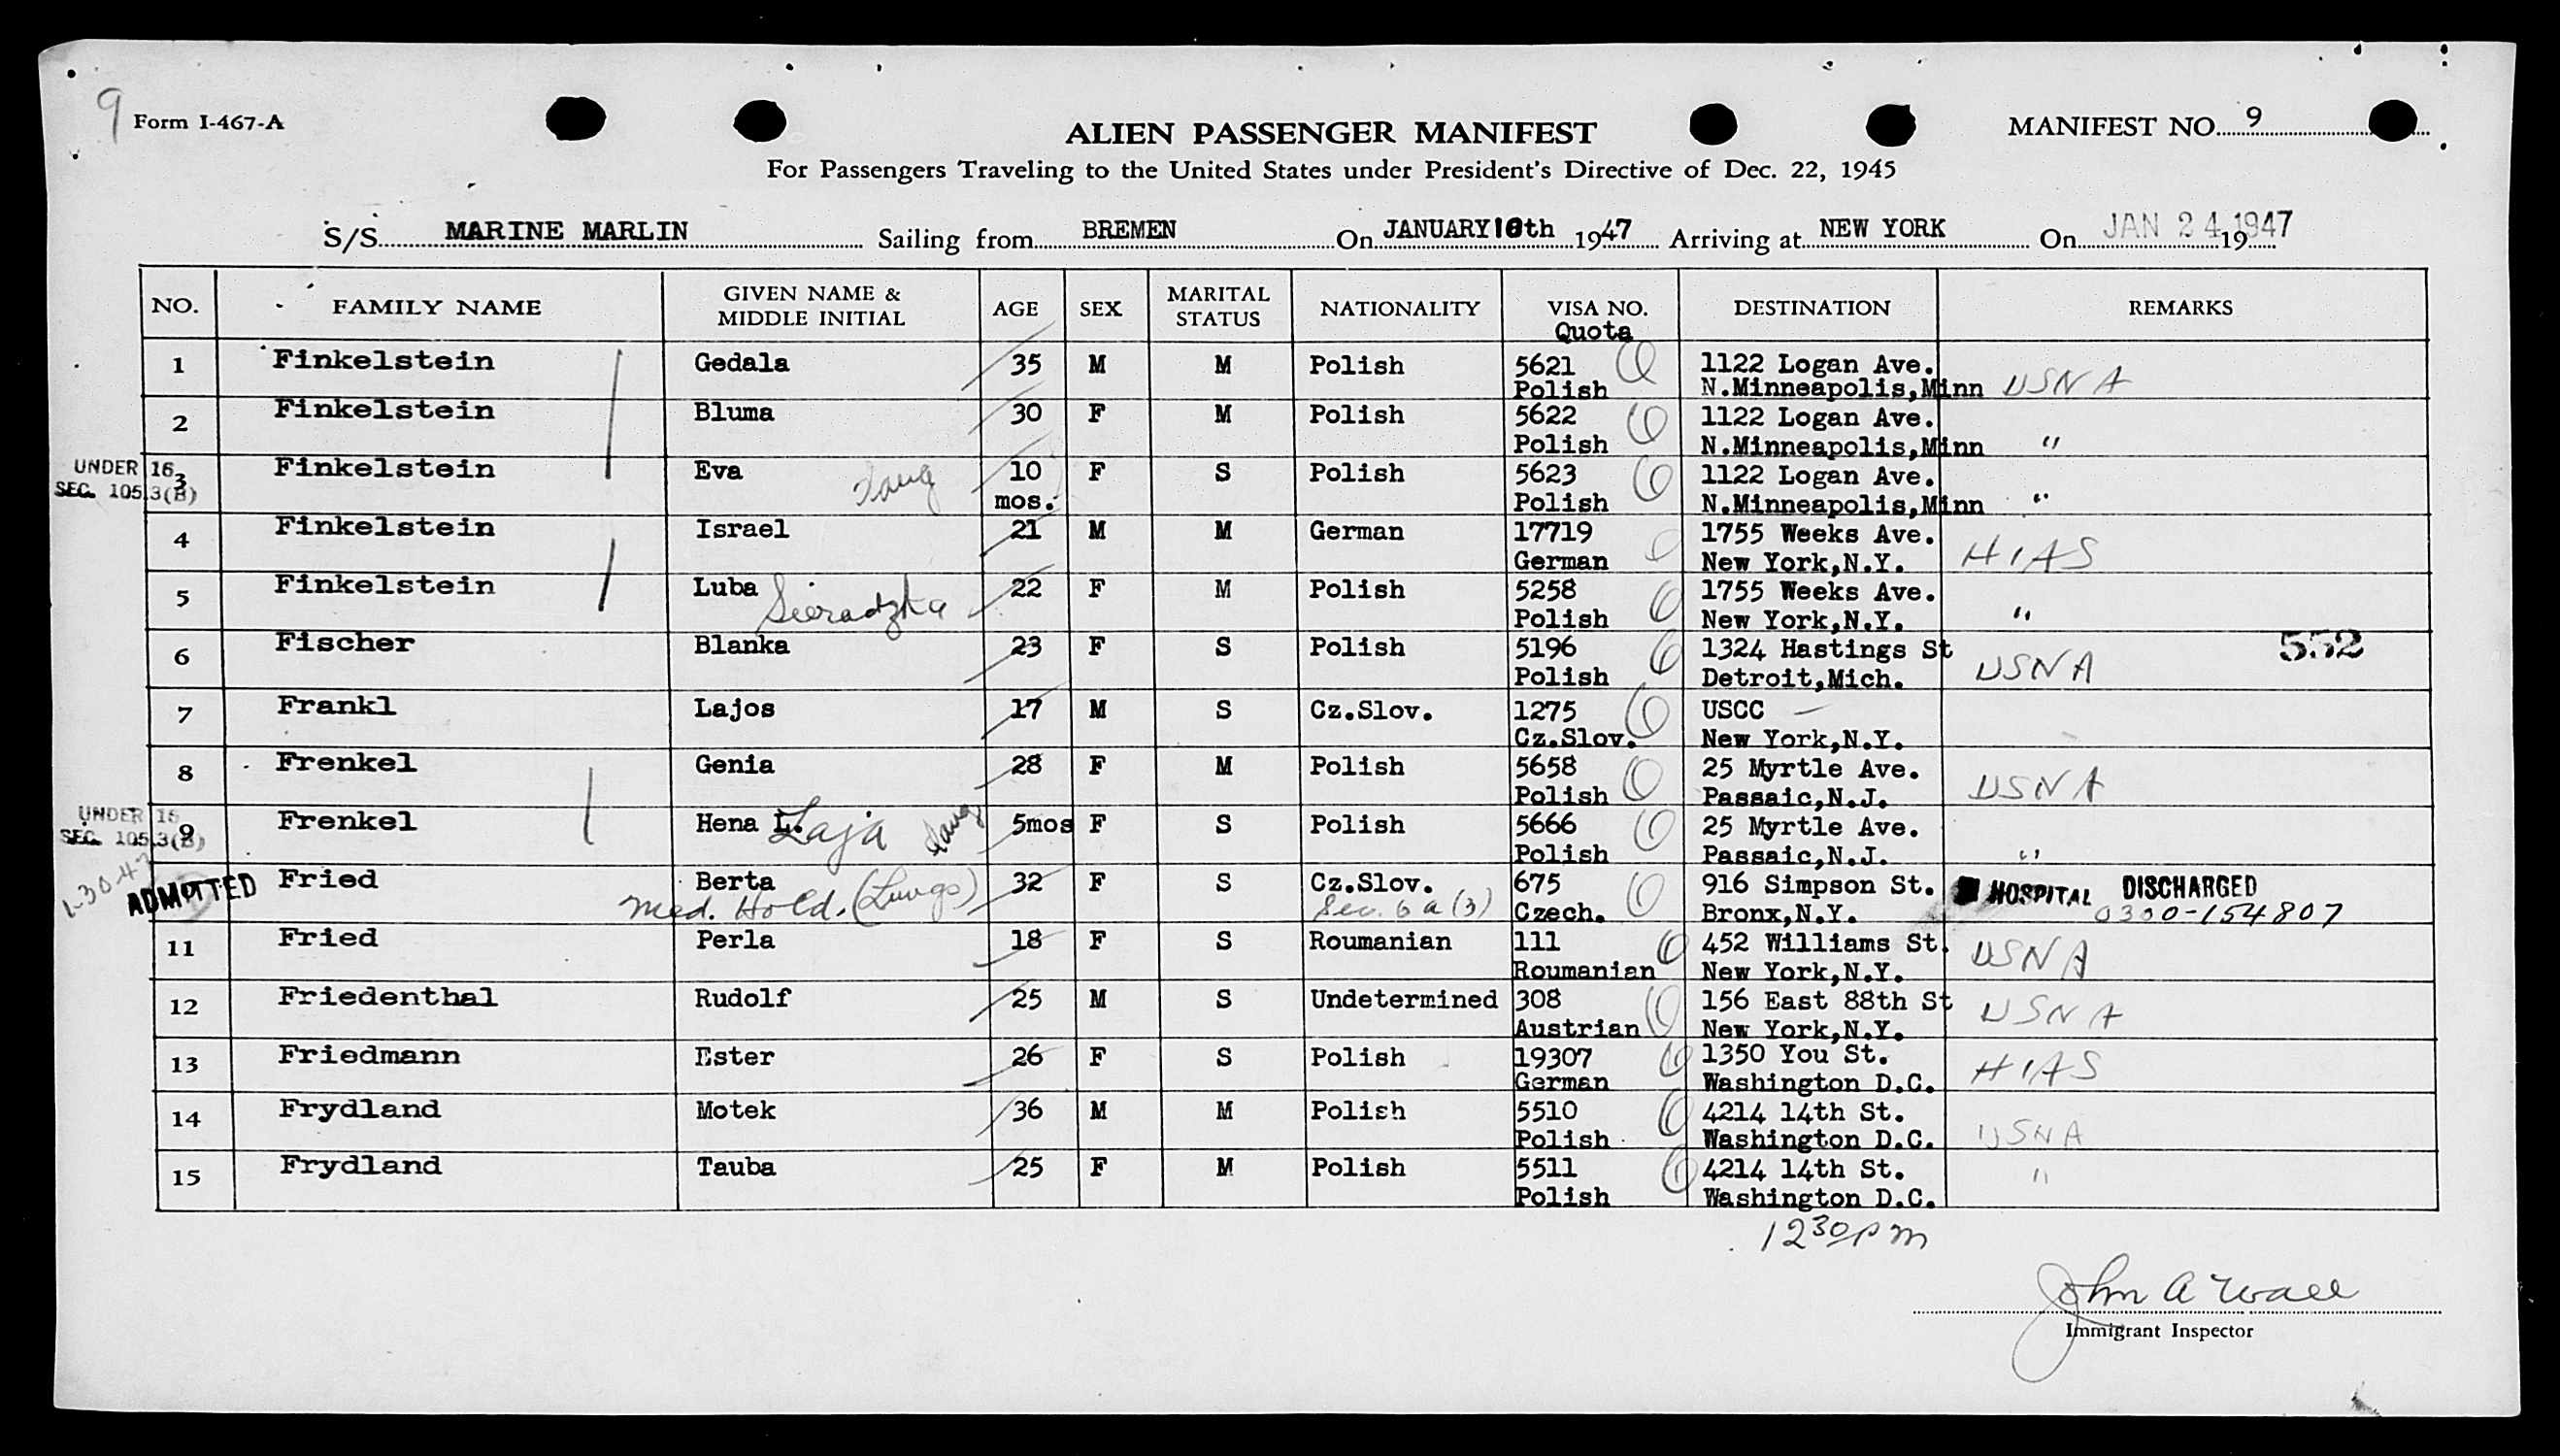 9
Form I-467-A
ALIEN PASSENGER MANIFEST
MANIFEST NO. 9
For Passengers Traveling to the United States under President's Directive of Dec. 22, 1945
S/S MARINE MARLIN Sailing from BREMEN On JANUARY 1947 Arriving at NEW YORK On JAN 24 1947 19
NO. FAMILY NAME GIVEN NAME & MIDDLE INITIAL AGE SEX MARITAL STATUS NATIONALITY VISA NO. Quota DESTINATION REMARKS
1 Finkelstein Gedala 35 M M Polish 5621 1122 Logan Ave.
Polish N.Minneapolis,Minn USNA
2 Finkelstein Bluma 30 F M Polish 5622 1122 Logan Ave.
Polish N.Minneapolis,Minn "
UNDER 16
SEC. 105.3(B)
3 Finkelstein Eva daug 10 F S Polish 5623 1122 Logan Ave.
mos. Polish N.Minneapolis,Minn "
4 Finkelstein Israel 21 M M German 17719 1755 Weeks Ave.
German New York,N.Y. HIAS
5 Finkelstein Luba Sieradzka 22 F M Polish 5258 1755 Weeks Ave.
Polish New York,N.Y. "
6 Fischer Blanka 23 F S Polish 5196 1324 Hastings St 552
Polish Detroit,Mich. USNA
7 Frankl Lajos 17 M S Cz.Slov. 1275 USCC
Cz.Slov. New York,N.Y.
8 Frenkel Genia 28 F M Polish 5658 25 Myrtle Ave.
Polish Passaic,N.J. USNA
UNDER 16
SEC. 105.3(B)
9 Frenkel Hena L. Laja daug 5mos F S Polish 5666 25 Myrtle Ave.
Polish Passaic,N.J. "
1-30-47 ADMITTED Fried Berta 32 F S Cz.Slov. 675 916 Simpson St. HOSPITAL DISCHARGED
Med. Hold. (Lungs) Sec. 6 a (3) Czech. Bronx,N.Y. 0300-154807
11 Fried Perla 18 F S Roumanian 111 452 Williams St.
Roumanian New York,N.Y. USNA
12 Friedenthal Rudolf 25 M S Undetermined 308 156 East 88th St
Austrian New York,N.Y. USNA
13 Friedmann Ester 26 F S Polish 19307 1350 You St.
German Washington D.C. HIAS
14 Frydland Motek 36 M M Polish 5510 4214 14th St.
Polish Washington D.C. USNA
15 Frydland Tauba 25 F M Polish 5511 4214 14th St. "
Polish Washington D.C.
12 30 pm
John A Wall
Immigrant Inspector